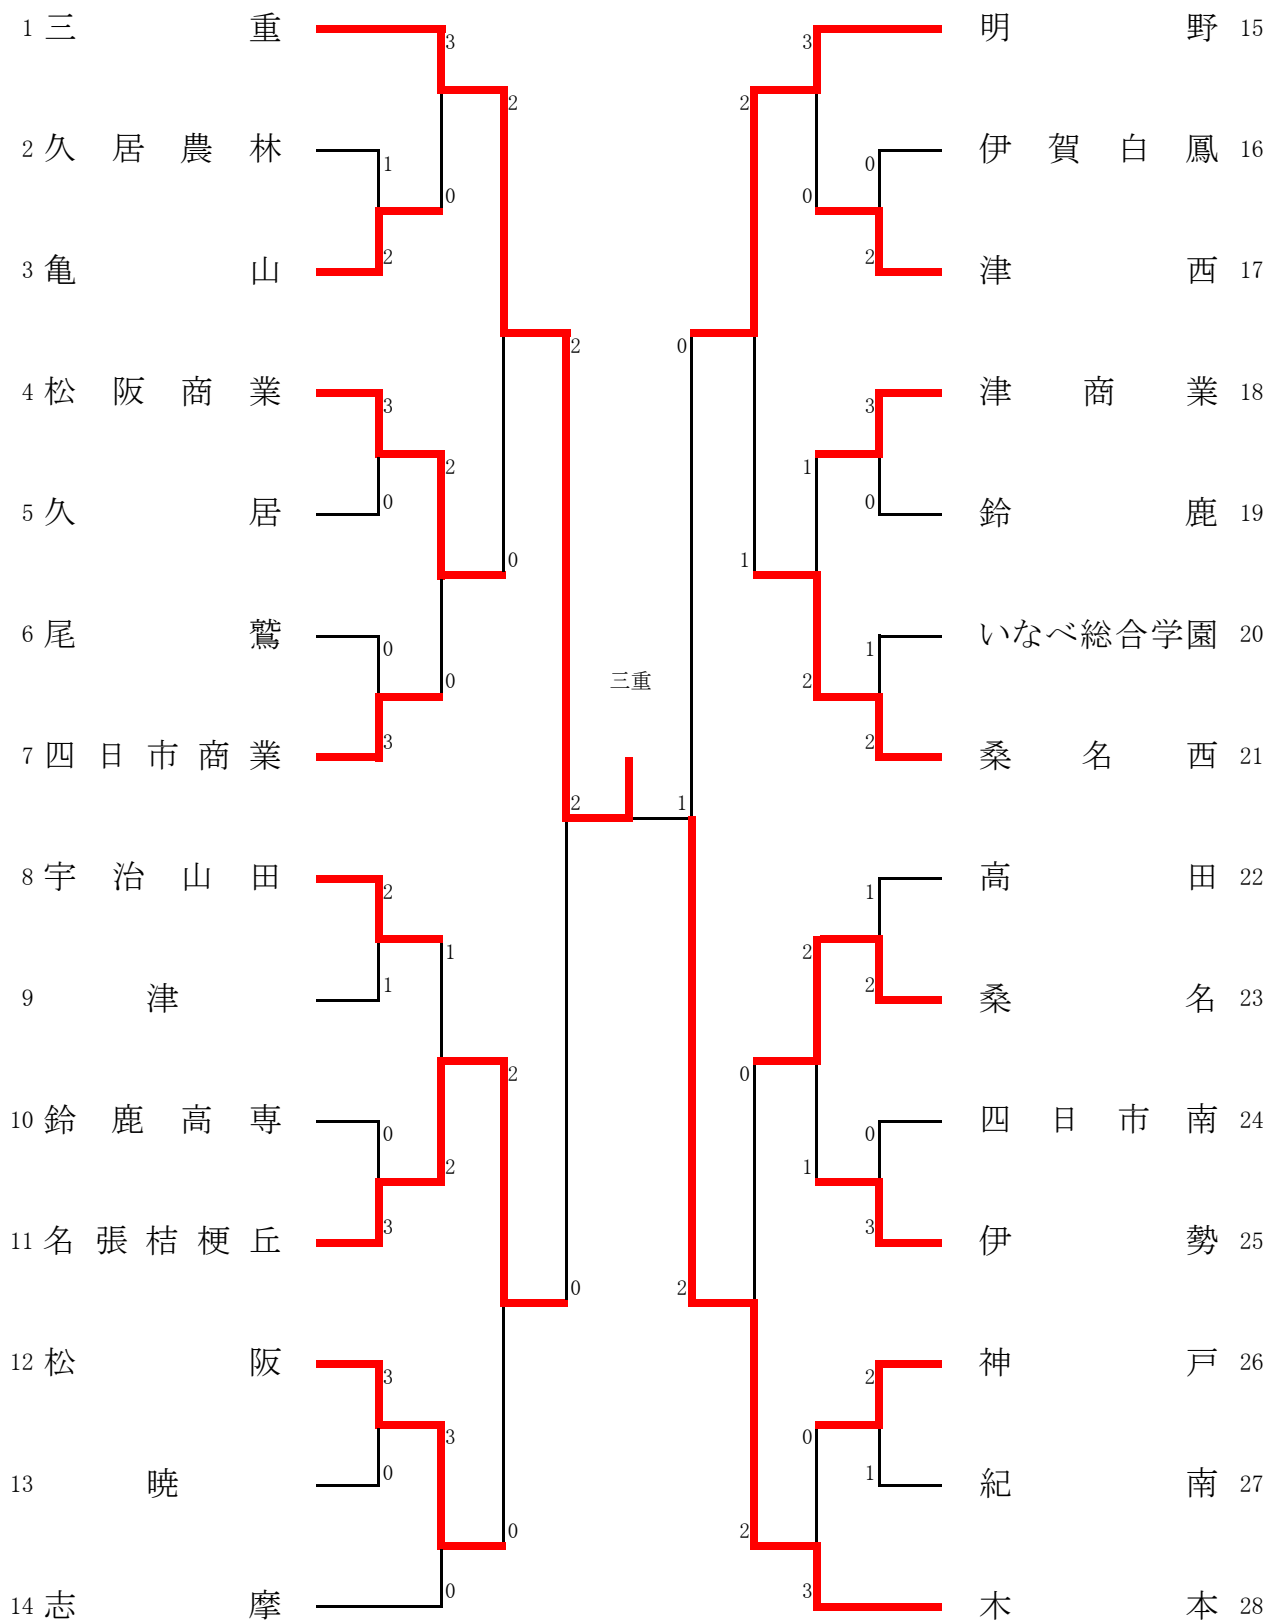 1 三重
3
2
2 久居農林
1
0
3 亀山
2
2
4 松阪商業
3
2
5 久居
0
0
6 尾鷲
0
0
7 四日市商業
3
2
8 宇治山田
2
1
9 津
1
2
10 鈴鹿高専
0
2
11 名張桔梗丘
3
0
12 松阪
3
3
13 暁
0
0
14 志摩
0
三重
明野 15
3
2
伊賀白鳳 16
0
0
津西 17
2
0
津商業 18
3
1
鈴鹿 19
0
1
いなべ総合学園 20
1
2
桑名西 21
2
1
高田 22
1
2
桑名 23
2
0
四日市南 24
0
1
伊勢 25
3
2
神戸 26
2
0
紀南 27
1
2
木本 28
3